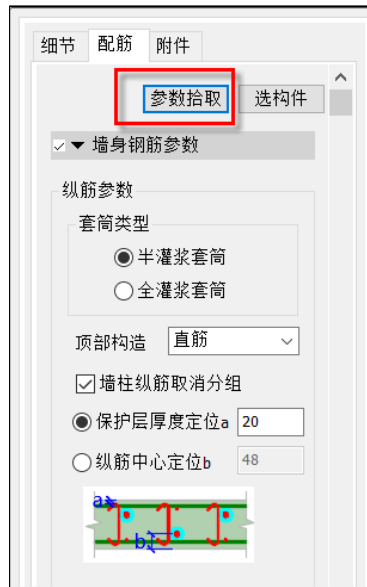 细节 配筋 附件
参数拾取 选构件
墙身钢筋参数
纵筋参数
套筒类型
半灌浆套筒
全灌浆套筒
顶部构造 直筋
墙柱纵筋取消分组
保护层厚度定位a 20
纵筋中心定位b 48
a
b